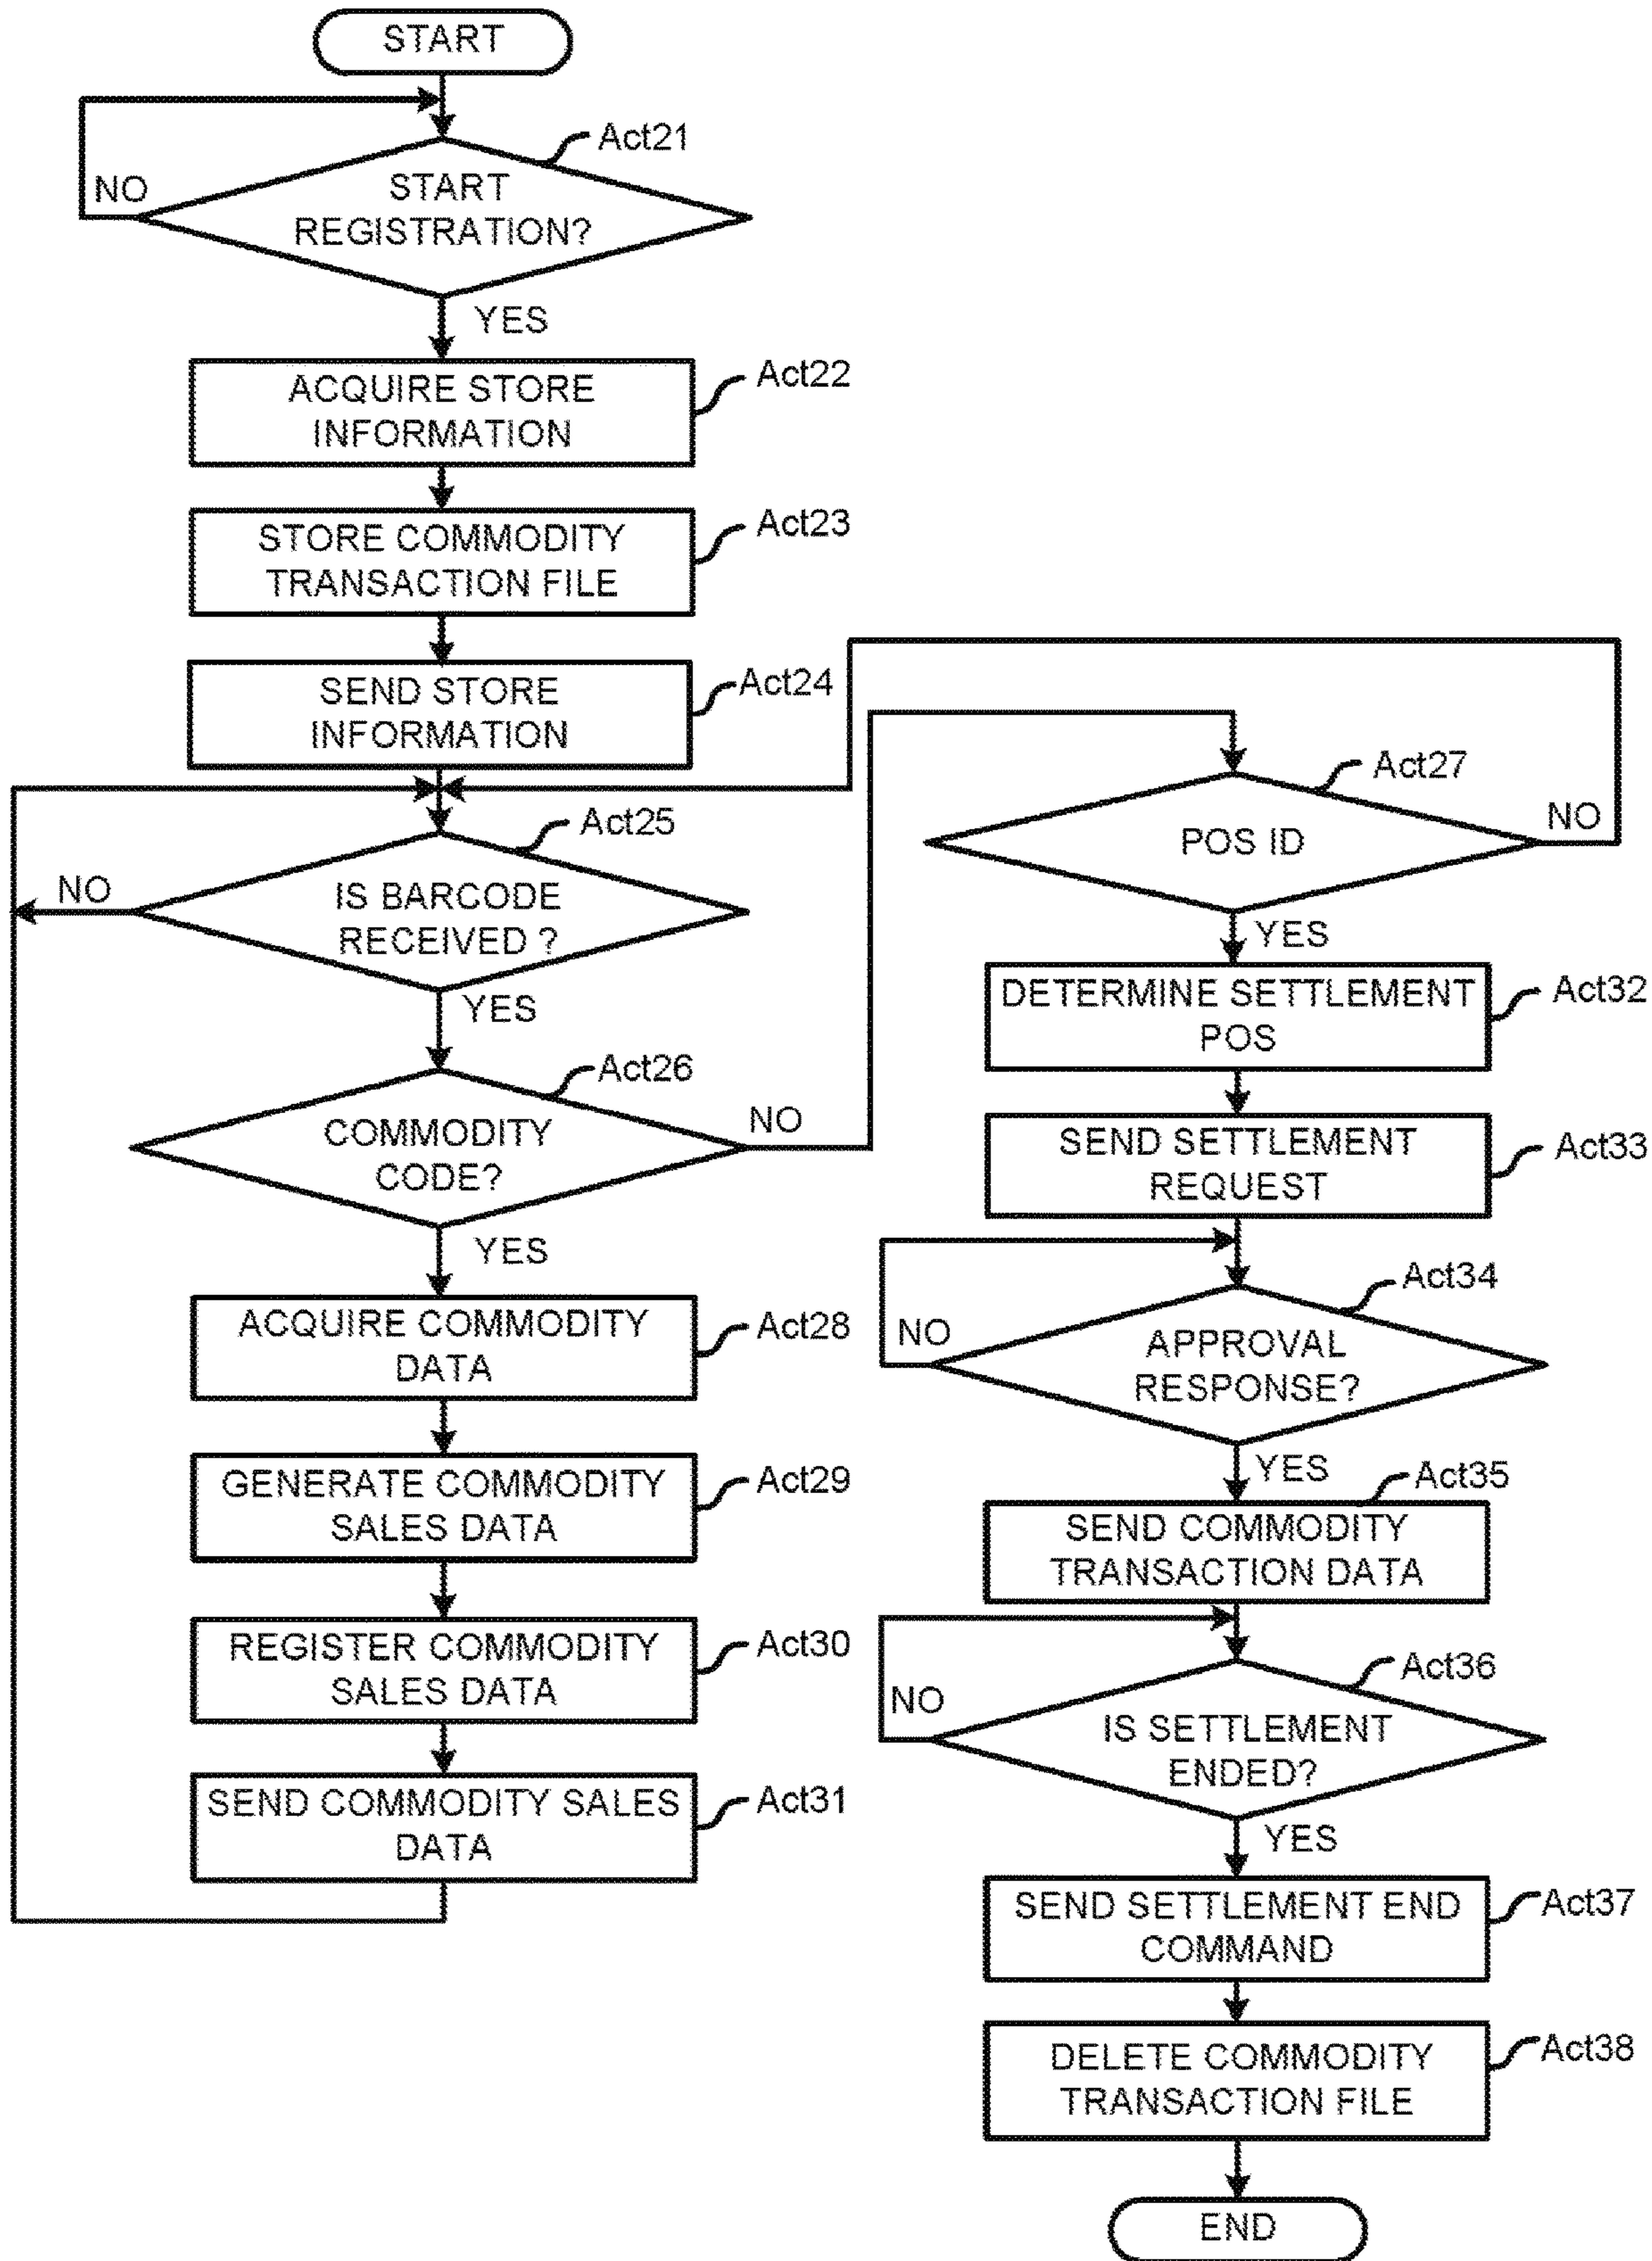 START
Act21
NO
START
REGISTRATION?
YES
ACQUIRE STORE
INFORMATION
Act22
STORE COMMODITY
TRANSACTION FILE
Act23
SEND STORE
INFORMATION
Act24
Act25
NO
IS BARCODE
RECEIVED ?
YES
Act26
COMMODITY
CODE?
NO
YES
ACQUIRE COMMODITY
DATA
Act28
GENERATE COMMODITY
SALES DATA
Act29
REGISTER COMMODITY
SALES DATA
Act30
SEND COMMODITY SALES
DATA
Act31
Act27
POS ID
NO
YES
DETERMINE SETTLEMENT
POS
Act32
SEND SETTLEMENT
REQUEST
Act33
Act34
NO
APPROVAL
RESPONSE?
YES
Act35
SEND COMMODITY
TRANSACTION DATA
Act36
NO
IS SETTLEMENT
ENDED?
YES
SEND SETTLEMENT END
COMMAND
Act37
DELETE COMMODITY
TRANSACTION FILE
Act38
END